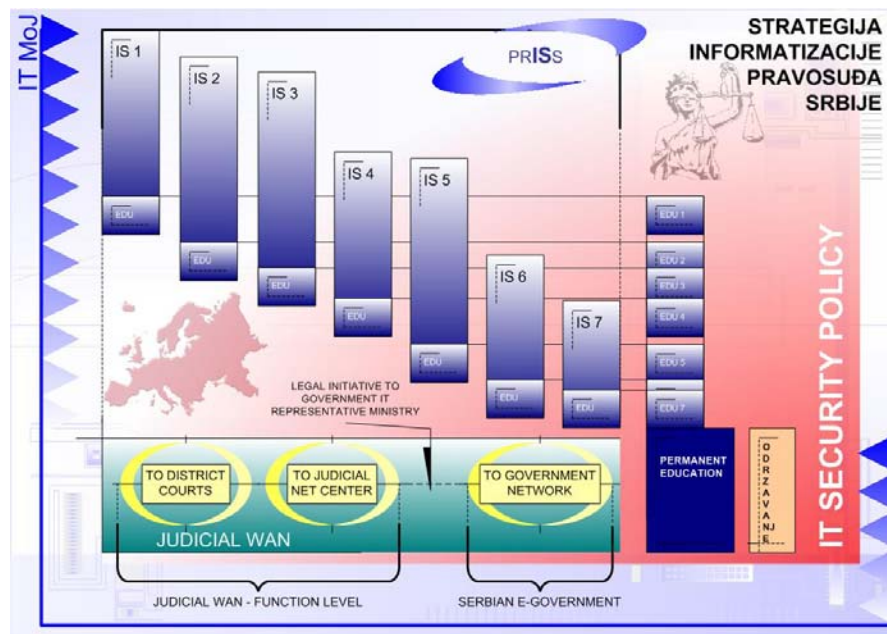 IT MoJ
STRATEGIJA
INFORMATIZACIJE
PRAVOSUĐA
SRBIJE
PRISS
IS 1
IS 2
IS 3
IS 4
IS 5
IS 6
IS 7
EDU
EDU
EDU
EDU
EDU
EDU
EDU
EDU 1
EDU 2
EDU 3
EDU 4
EDU 5
EDU 7
LEGAL INITIATIVE TO
GOVERNMENT IT
REPRESENTATIVE MINISTRY
TO DISTRICT
COURTS
TO JUDICIAL
NET CENTER
TO GOVERNMENT
NETWORK
JUDICIAL WAN
PERMANENT
EDUCATION
ODRZAVANJE
IT SECURITY POLICY
JUDICIAL WAN - FUNCTION LEVEL
SERBIAN E-GOVERNMENT